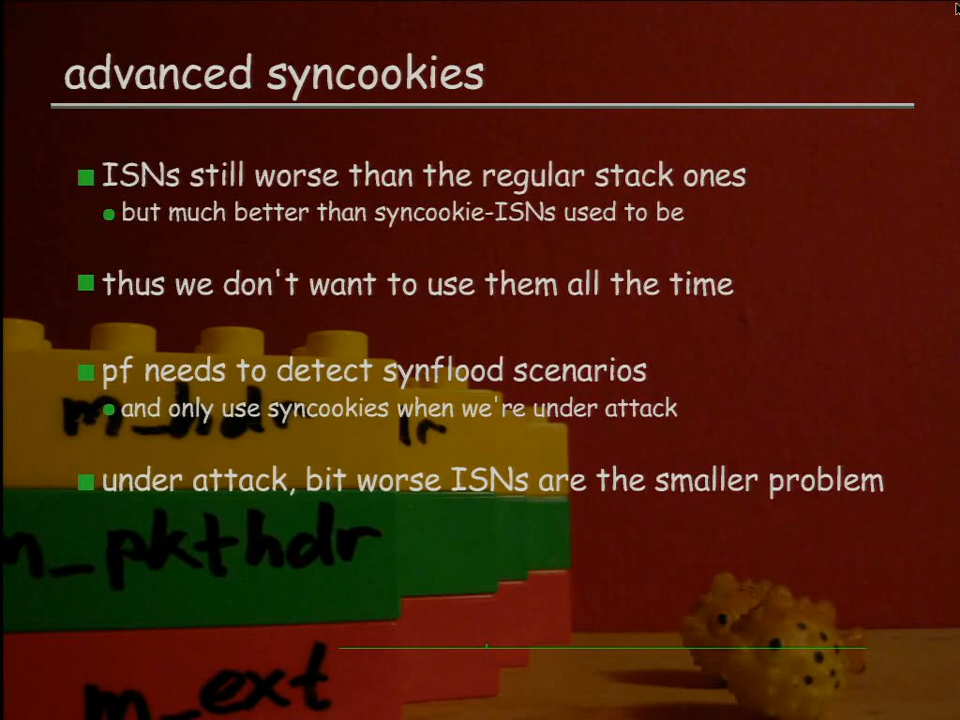 advanced syncookies
ISNs still worse than the regular stack ones
but much better than syncookie-ISNs used to be
thus we don't want to use them all the time
pf needs to detect synflood scenarios
and only use syncookies when we're under attack
m_hdr
under attack, bit worse ISNs are the smaller problem
m_pkthdr
m_ext